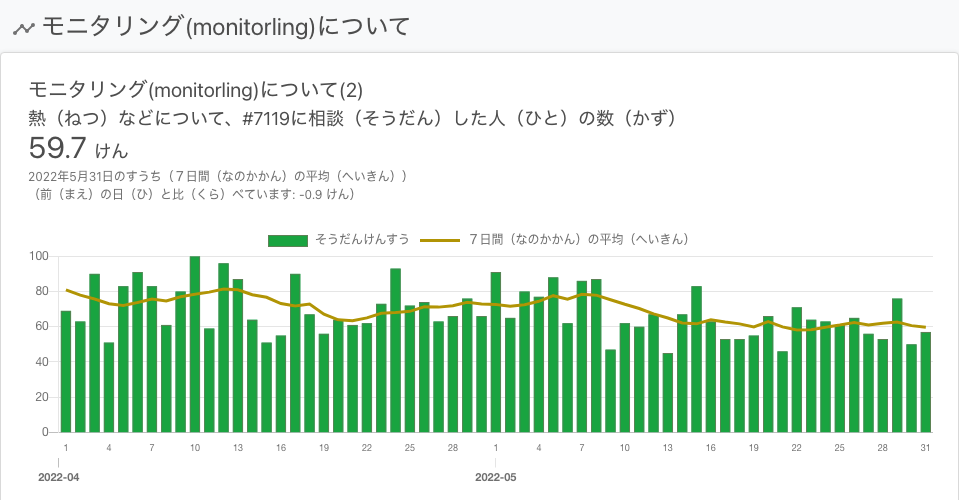 モニタリング(monitorling)について
モニタリング(monitorling)について(2)
熱（ねつ）などについて、#7119に相談（そうだん）した人（ひと）の数（かず）
59.7 けん
2022年5月31日のすうち（７日間（なのかかん）の平均（へいきん））
（前（まえ）の日（ひ）と比（くら）べています: -0.9 けん）
そうだんけんすう ７日間（なのかかん）の平均（へいきん）
100
80
60
40
20
0
1 4 7 10 13 16 19 22 25 28 1 4 7 10 13 16 19 22 25 28 31
2022-04 2022-05